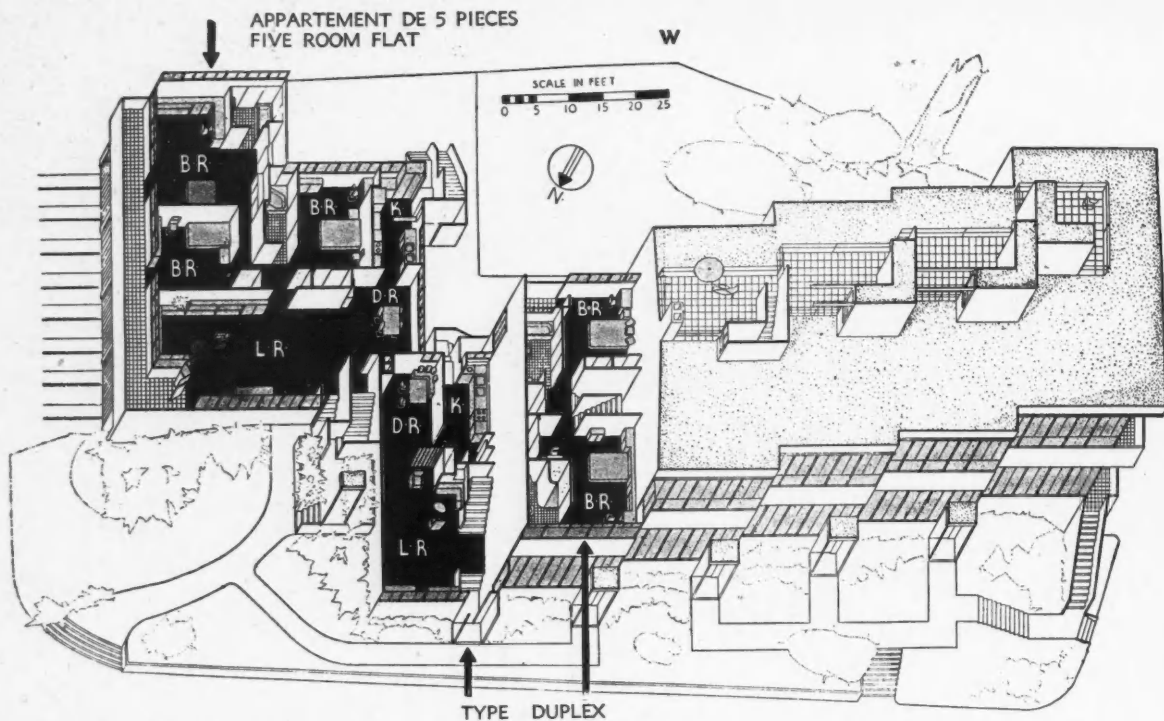 APPARTEMENT DE 5 PIECES
FIVE ROOM FLAT
W
SCALE IN FEET
0 5 10 15 20 25
N
B·R·
B·R·
K
B·R
D·R
L·R·
B·R·
D·R
K
B·R
L·R
TYPE DUPLEX